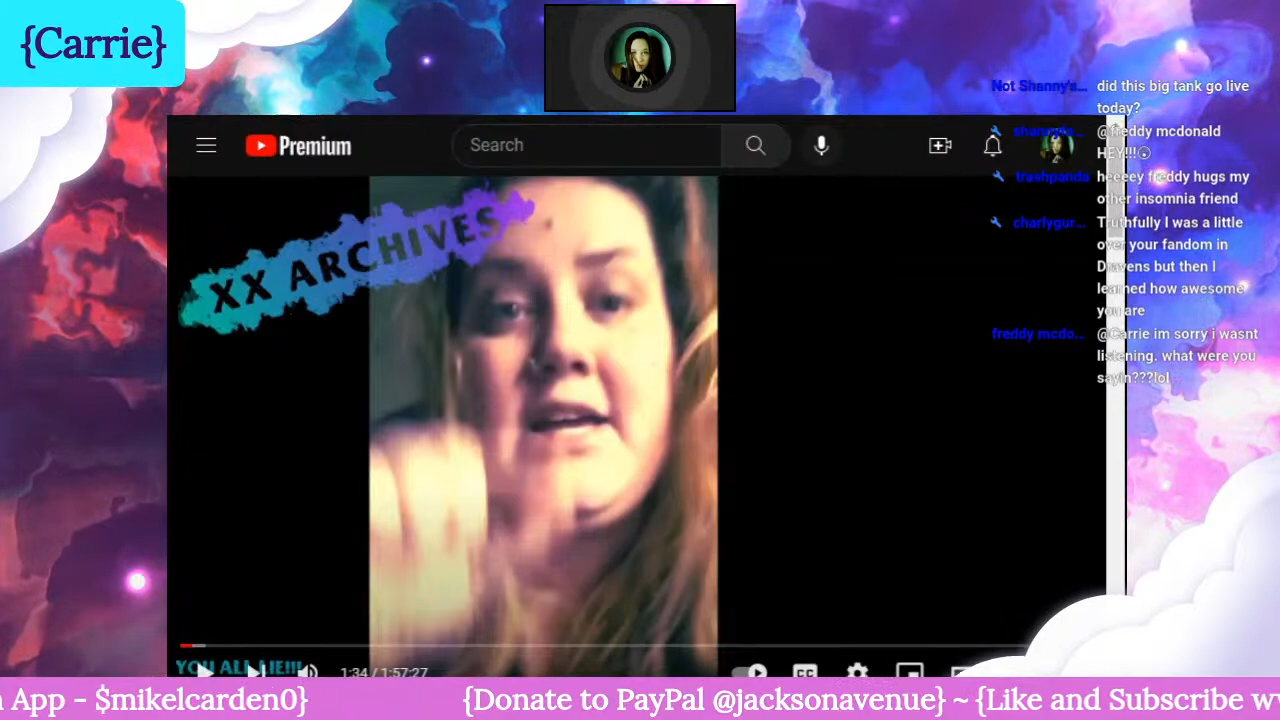 {Carrie}
Premium
Search
XX ARCHIVES
Not Shanny's... did this big tank go live
today?
shannyfo... @freddy mcdonald
HEY!!!
trashpanda heeeey freddy hugs my
other insomnia friend
charlygur... Truthfully I was a little
over your fandom in
Dravens but then I
learned how awesome
you are
freddy mcdo... @Carrie im sorry i wasnt
listening. what were you
sayin???lol
YOU ALL LIE!!!
1:34 / 1:57:27
CC
App - $mikelcarden0} {Donate to PayPal @jacksonavenue} ~ {Like and Subscribe